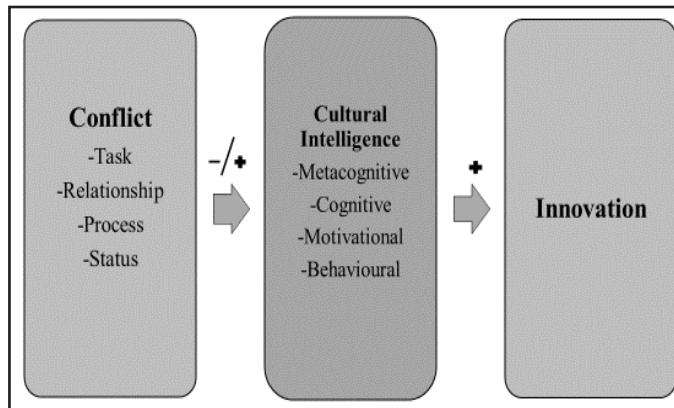 Conflict
-Task
-Relationship
-Process
-Status
-/+
Cultural
Intelligence
-Metacognitive
-Cognitive
-Motivational
-Behavioural
+
Innovation